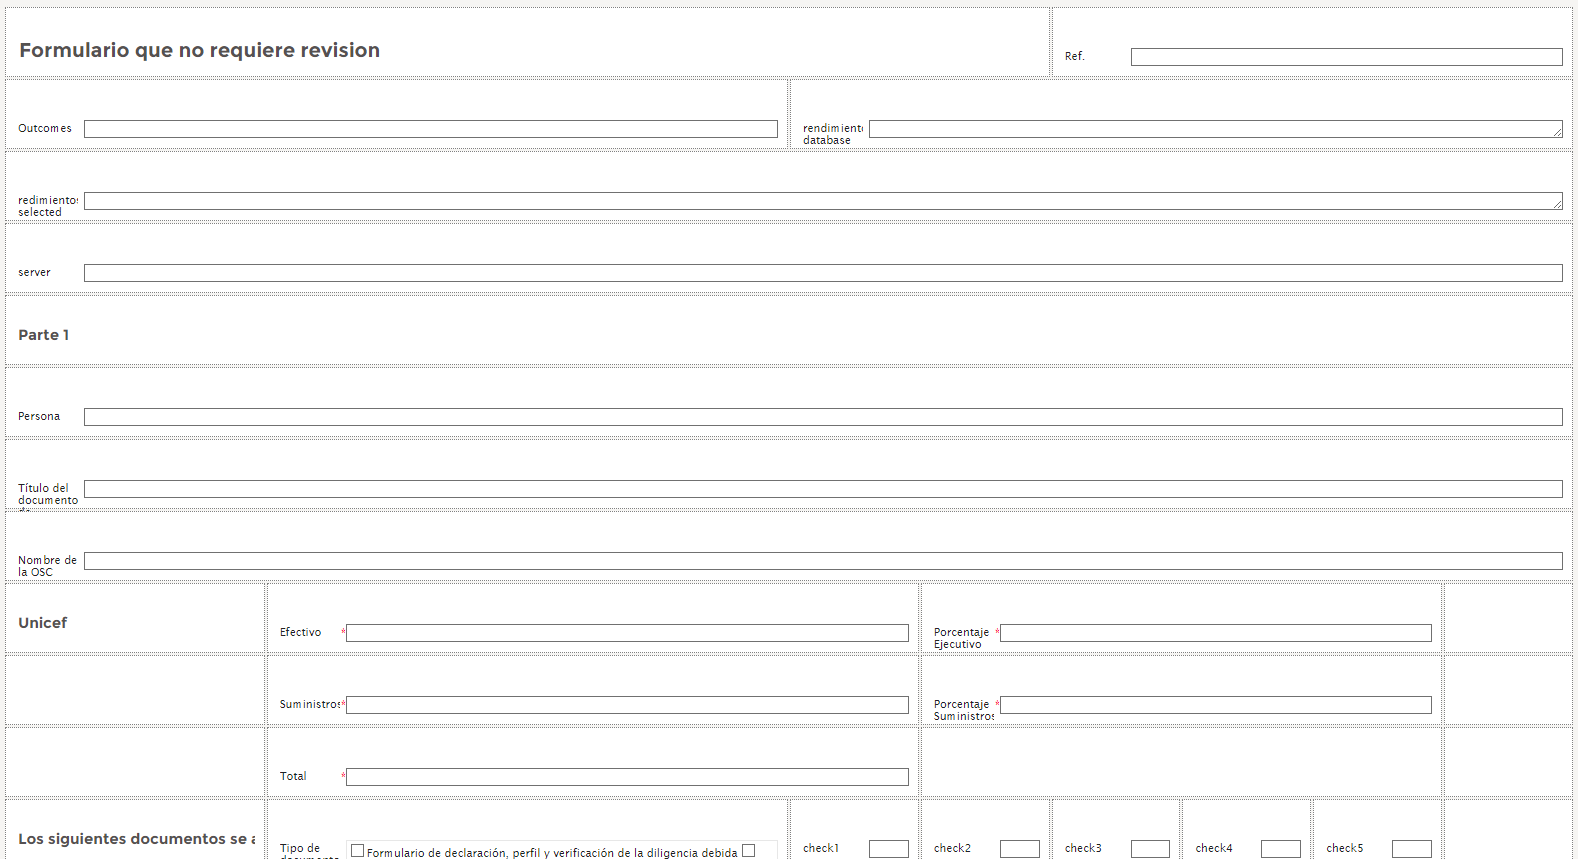 Formulario que no requiere revision
Ref.
Outcomes
rendimiento
database
redimientos
selected
server
Parte 1
Persona
Título del
documento
Nombre de
la OSC
Unicef
Efectivo *
Porcentaje *
Ejecutivo
Suministros *
Porcentaje *
Suministros
Total *
Los siguientes documentos se a
Tipo de
documento
Formulario de declaración, perfil y verificación de la diligencia debida
check1
check2
check3
check4
check5